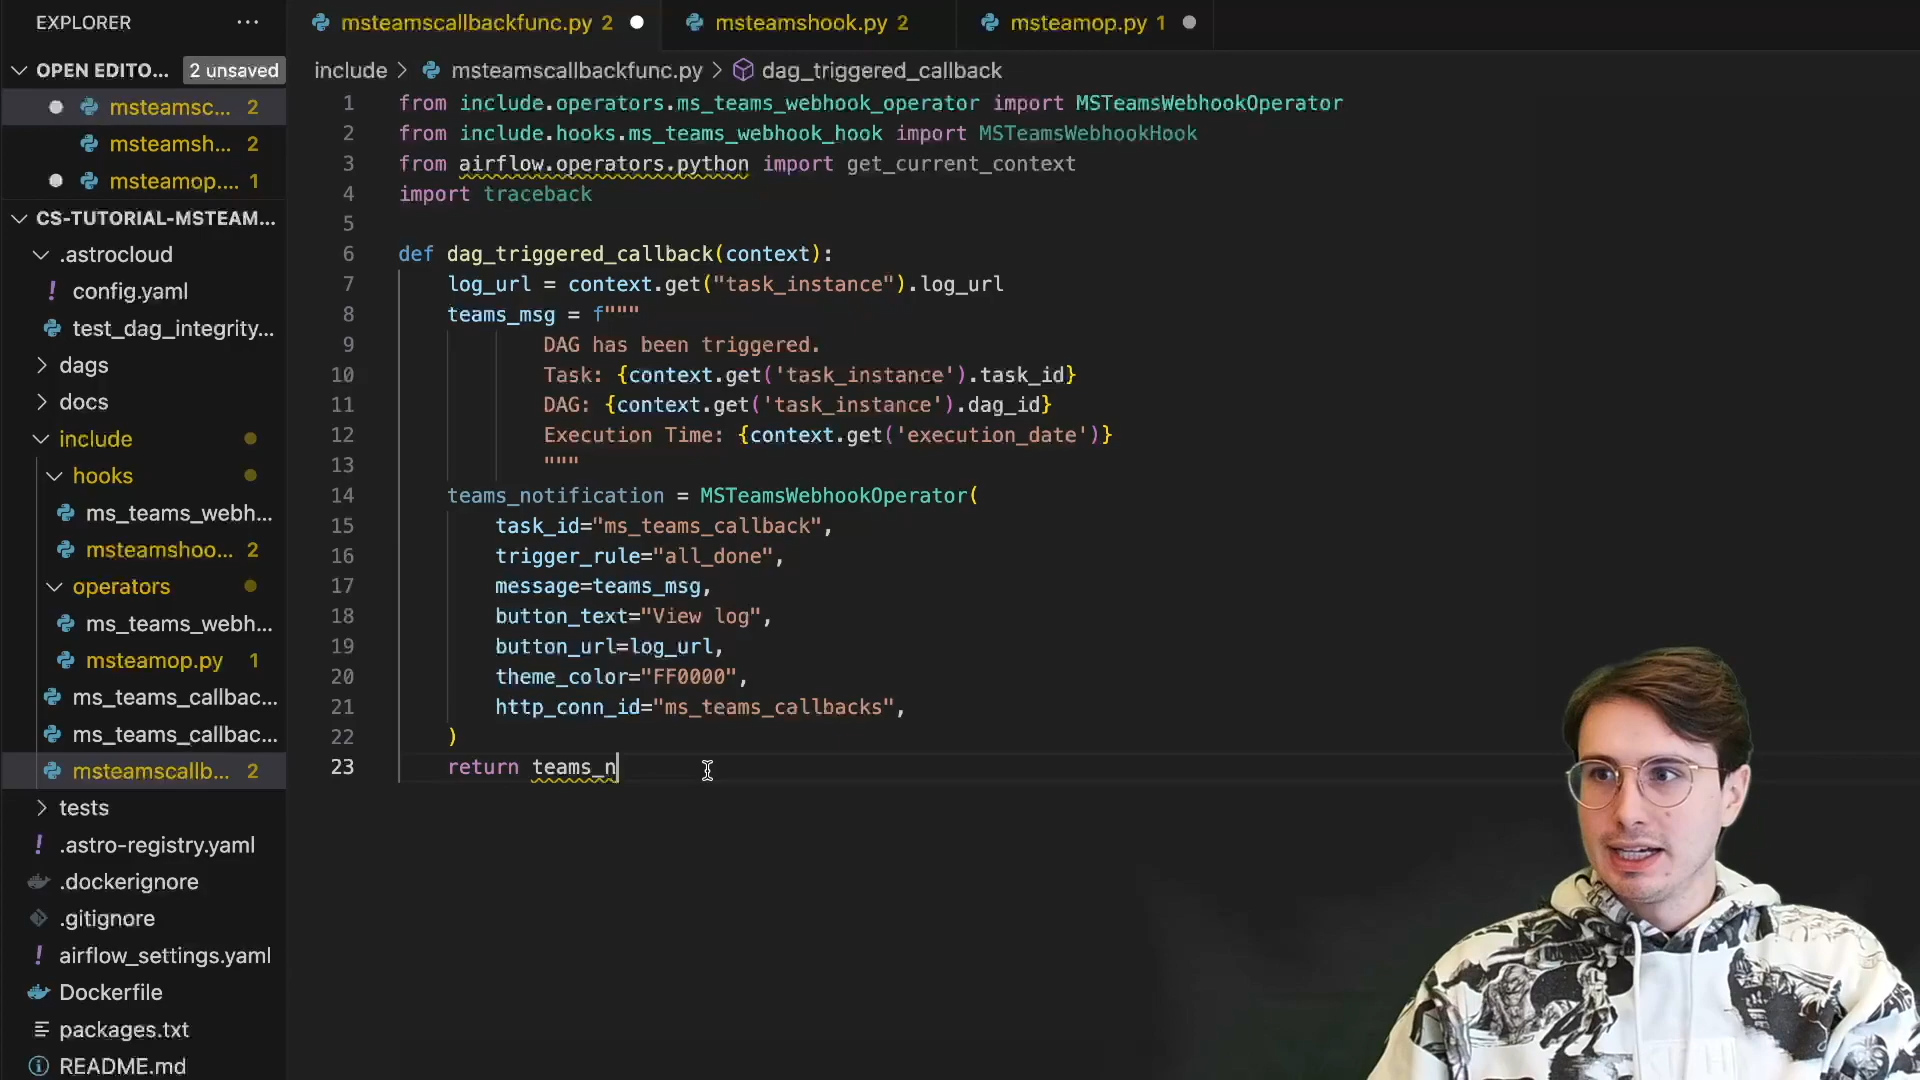 EXPLORER ...
msteamscallbackfunc.py 2
msteamshook.py 2
msteamop.py 1
OPEN EDITO... 2 unsaved
include > msteamscallbackfunc.py > dag_triggered_callback
msteamsc... 2
msteamsh... 2
msteamop.... 1
CS-TUTORIAL-MSTEAM...
.astrocloud
! config.yaml
test_dag_integrity...
dags
docs
include
hooks
ms_teams_webh...
msteamshoo... 2
operators
ms_teams_webh...
msteamop.py 1
ms_teams_callbac...
ms_teams_callbac...
msteamscallb... 2
tests
! .astro-registry.yaml
.dockerignore
.gitignore
! airflow_settings.yaml
Dockerfile
packages.txt
README.md
1 from include.operators.ms_teams_webhook_operator import MSTeamsWebhookOperator
2 from include.hooks.ms_teams_webhook_hook import MSTeamsWebhookHook
3 from airflow.operators.python import get_current_context
4 import traceback
5
6 def dag_triggered_callback(context):
7 log_url = context.get("task_instance").log_url
8 teams_msg = f"""
9 DAG has been triggered.
10 Task: {context.get('task_instance').task_id}
11 DAG: {context.get('task_instance').dag_id}
12 Execution Time: {context.get('execution_date')}
13 """
14 teams_notification = MSTeamsWebhookOperator(
15 task_id="ms_teams_callback",
16 trigger_rule="all_done",
17 message=teams_msg,
18 button_text="View log",
19 button_url=log_url,
20 theme_color="FF0000",
21 http_conn_id="ms_teams_callbacks",
22 )
23 return teams_n